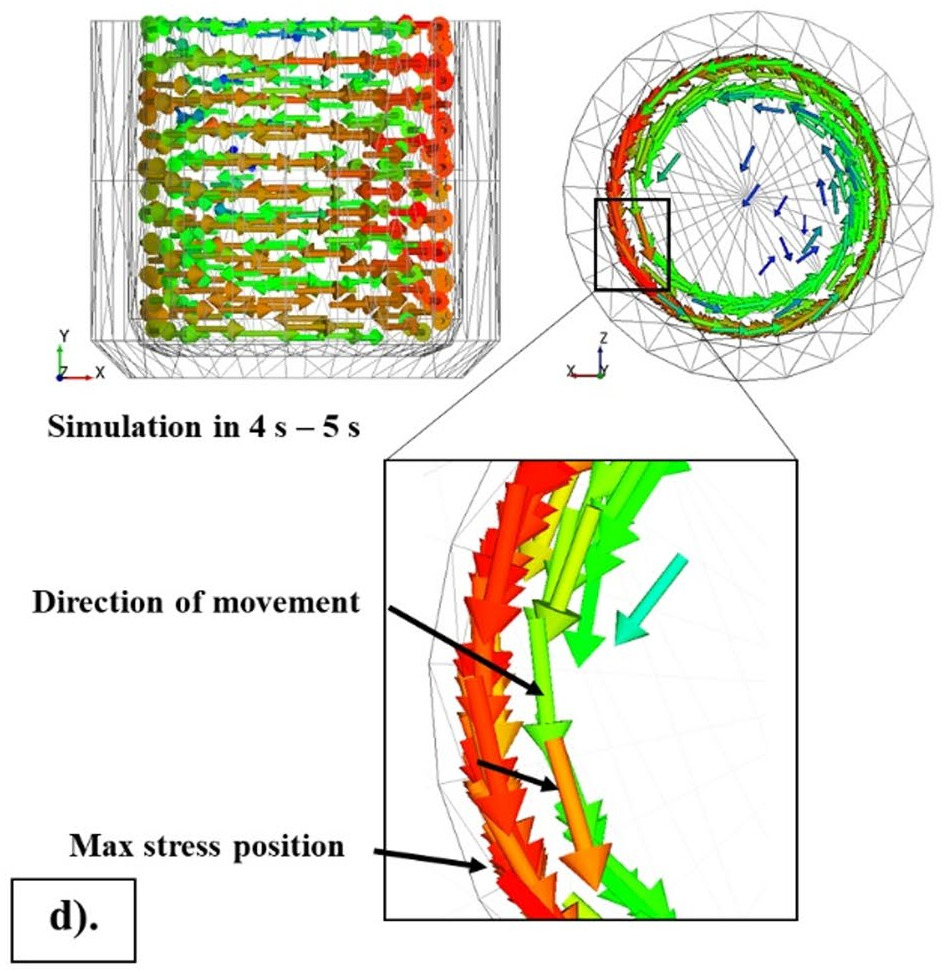 Y
Z
X
Z
X
Y
Simulation in 4 s – 5 s
Direction of movement
Max stress position
d).